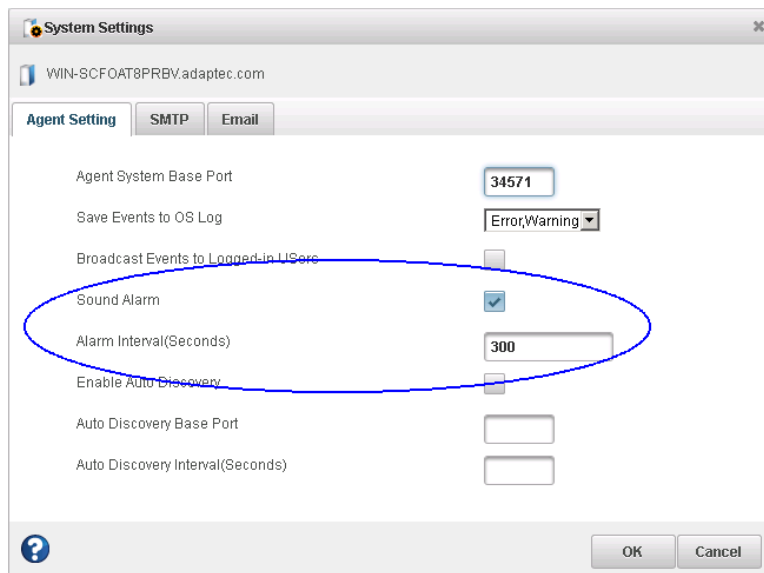 System Settings
WIN-SCFOAT8PRBV.adaptec.com
Agent Setting SMTP Email
Agent System Base Port 34571
Save Events to OS Log Error,Warning
Broadcast Events to Logged-in USers
Sound Alarm
Alarm Interval(Seconds) 300
Enable Auto Discovery
Auto Discovery Base Port
Auto Discovery Interval(Seconds)
? OK Cancel